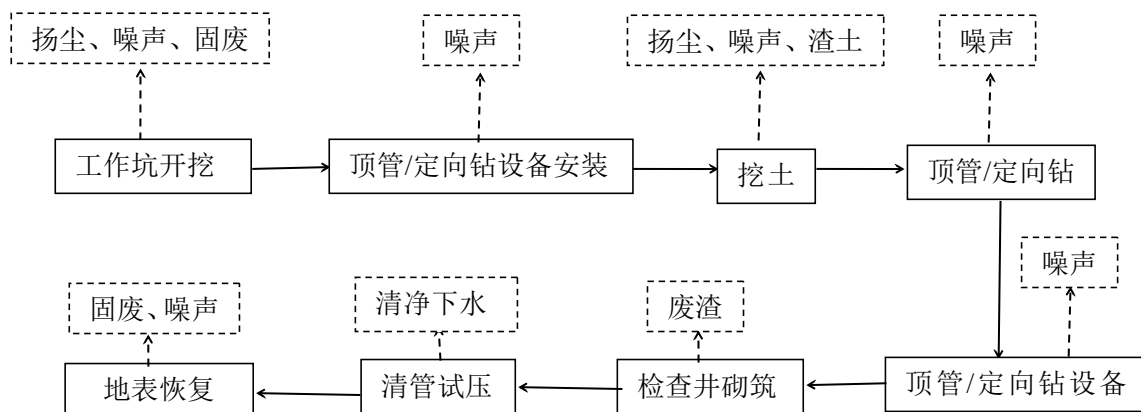 扬尘、噪声、固废
噪声
扬尘、噪声、渣土
噪声
工作坑开挖
顶管/定向钻设备安装
挖土
顶管/定向钻
噪声
固废、噪声
清净下水
废渣
地表恢复
清管试压
检查井砌筑
顶管/定向钻设备